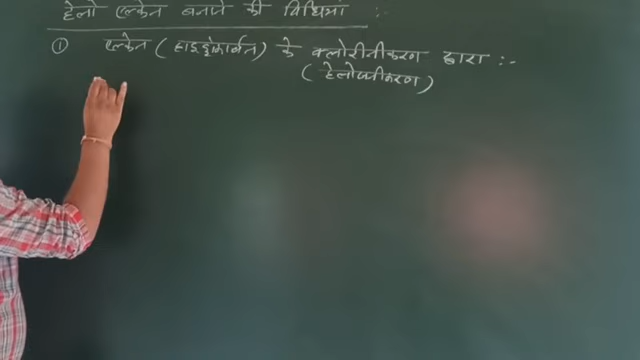 हेलो एल्केन बनाने की विधियां :-
① एल्केन (हाइड्रोकार्बन) के क्लोरीनीकरण द्वारा :-
(हेलोजनीकरण)